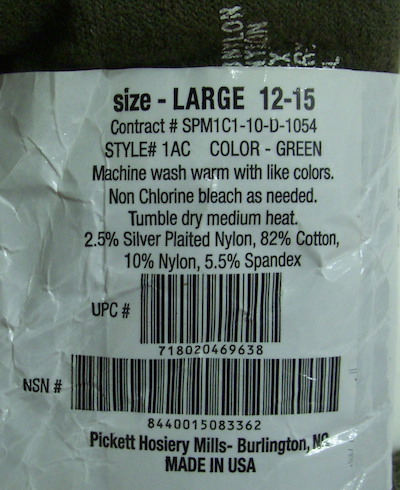 NYLON
size - LARGE 12-15
Contract # SPM1C1-10-D-1054
STYLE# 1AC COLOR - GREEN
Machine wash warm with like colors.
Non Chlorine bleach as needed.
Tumble dry medium heat.
2.5% Silver Plaited Nylon, 82% Cotton,
10% Nylon, 5.5% Spandex
UPC #
718020469638
NSN #
8440015083362
Pickett Hosiery Mills- Burlington, NC
MADE IN USA